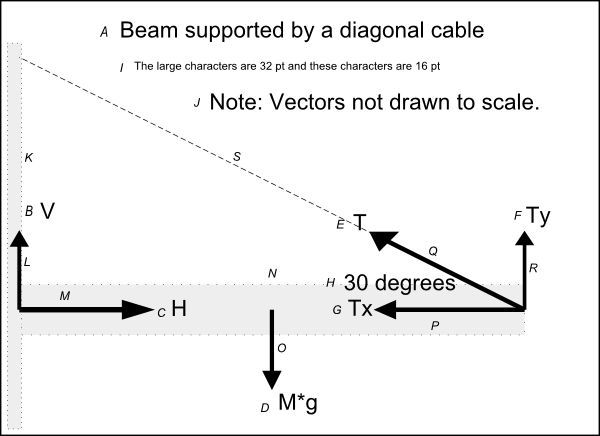 A Beam supported by a diagonal cable
I The large characters are 32 pt and these characters are 16 pt
J Note: Vectors not drawn to scale.
K
S
B V
E T
F Ty
Q
L
R
N
H 30 degrees
M
C H
G Tx
P
O
D M*g